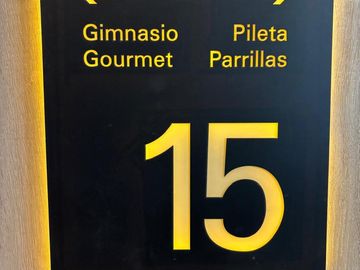 Gimnasio Pileta
Gourmet Parrillas
15